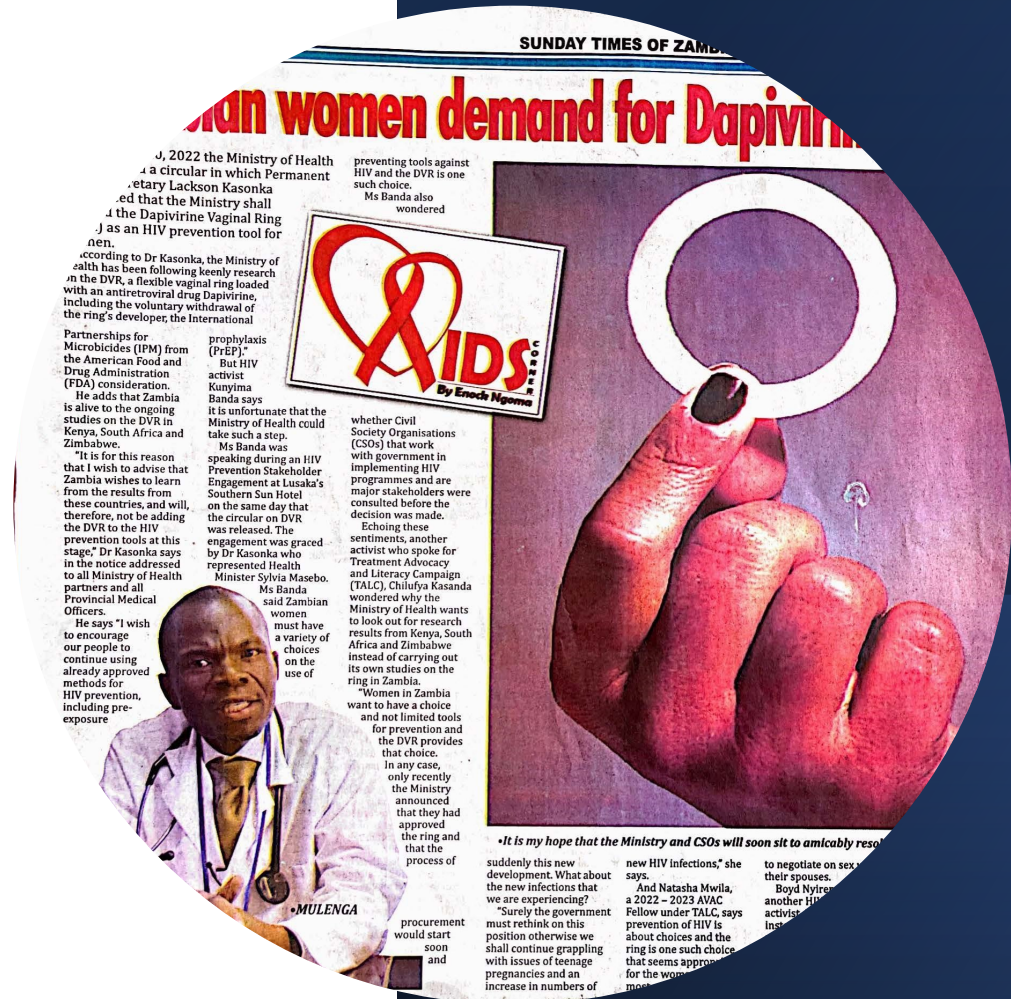 SUNDAY TIMES OF
women demand for
2022 the Ministry of Health
a circular in which Permanent
Lackson Kasonka
that the Ministry shall
the Dapivirine Vaginal Ring
as an HIV prevention tool for
According to Dr Kasonka, the Ministry of
has been following keenly research
on the DVR, a flexible vaginal ring loaded
with an antiretroviral drug Dapivirine,
including the voluntary withdrawal of
the ring's developer, the International
Partnerships for
Microbicides (IPM) from
the American Food and
Drug Administration
(FDA) consideration.
He adds that Zambia
is alive to the ongoing
studies on the DVR in
Kenya, South Africa and
Zimbabwe.
"It is for this reason
that I wish to advise that
Zambia wishes to learn
from the results from
these countries, and will,
therefore, not be adding
the DVR to the HIV
prevention tools at this
stage," Dr Kasonka says
in the notice addressed
to all Ministry of Health
partners and all
Provincial Medical
Officers.
He says "I wish
to encourage
our people to
continue using
already approved
methods for
HIV prevention,
including pre-
exposure
prophylaxis
(PrEP)."
But HIV
activist
Kunyima
Banda says
it is unfortunate that the
Ministry of Health could
take such a step.
Ms Banda was
speaking during an HIV
Prevention Stakeholder
Engagement at Lusaka's
Southern Sun Hotel
on the same day that
the circular on DVR
was released. The
engagement was graced
by Dr Kasonka who
represented Health
Minister Sylvia Masebo.
Ms Banda
said Zambian
women
must have
a variety of
choices
on the
use of
preventing tools against
HIV and the DVR is one
such choice.
Ms Banda also
wondered
AIDS
CORNER
By Enock Ngoma
whether Civil
Society Organisations
(CSOs) that work
with government in
implementing HIV
programmes and are
major stakeholders were
consulted before the
decision was made.
Echoing these
sentiments, another
activist who spoke for
Treatment Advocacy
and Literacy Campaign
(TALC), Chilufya Kasanda
wondered why the
Ministry of Health wants
to look out for research
results from Kenya, South
Africa and Zimbabwe
instead of carrying out
its own studies on the
ring in Zambia.
"Women in Zambia
want to have a choice
and not limited tools
for prevention and
the DVR provides
that choice.
In any case,
only recently
the Ministry
announced
that they had
approved
the ring and
that the
process of
procurement
would start
soon
and
•MULENGA
•It is my hope that the Ministry and CSOs will soon sit to amicably
suddenly this new
development. What about
the new infections that
we are experiencing?
"Surely the government
must rethink on this
position otherwise we
shall continue grappling
with issues of teenage
pregnancies and an
increase in numbers of
new HIV infections," she
says.
And Natasha Mwila,
a 2022 – 2023 AVAC
Fellow under TALC, says
prevention of HIV is
about choices and the
ring is one such choice
that seems
for the
to negotiate on sex
their spouses.
Boyd
another
activist